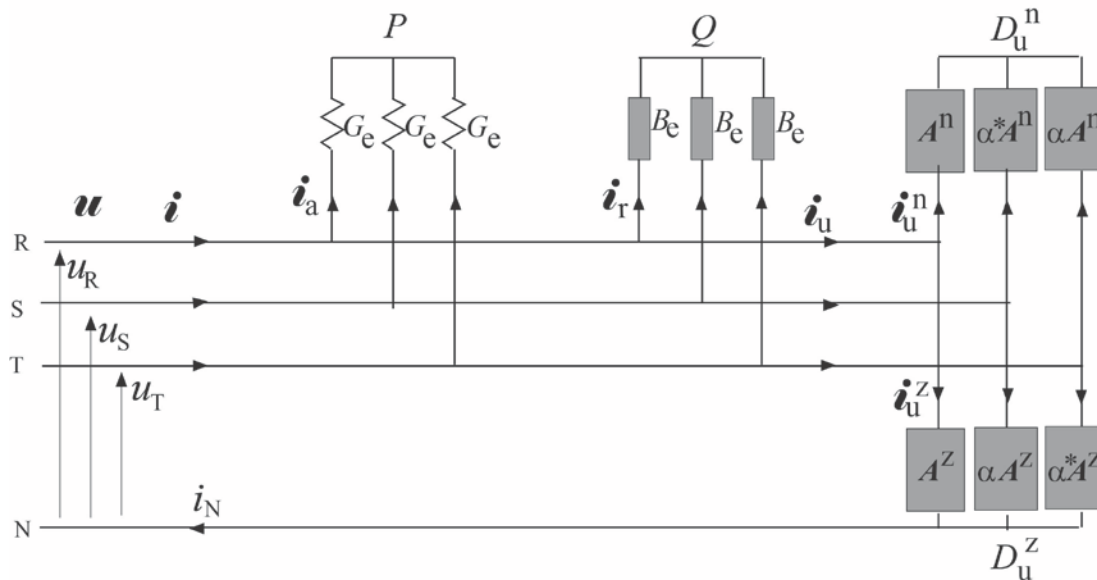 P Q D_u^n
G_e G_e G_e B_e B_e B_e A^n α*A^n αA^n
u i i_a i_r i_u i_u^n
R
u_R
S
u_S
T
u_T i_u^z
A^z αA^z α*A^z
i_N
N
D_u^z